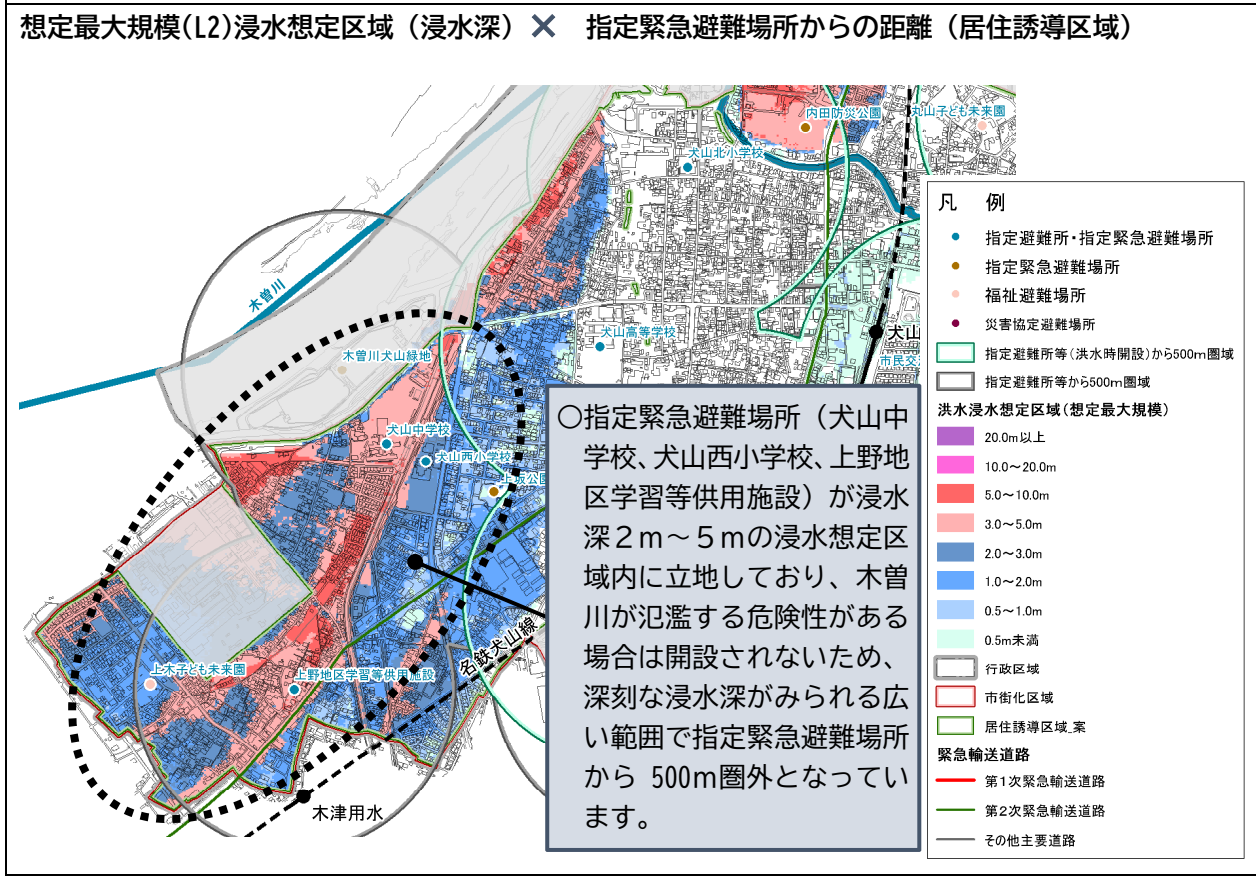 想定最大規模(L2)浸水想定区域（浸水深）✕　指定緊急避難場所からの距離（居住誘導区域）
内田防災公園
丸山子ども未来園
犬山北小学校
木曽川
犬山高等学校
犬山
市民交
木曽川犬山緑地
犬山中学校
犬山西小学校
上坂公園
名鉄犬山線
上木子ども未来園
上野地区学習等供用施設
木津用水
○指定緊急避難場所（犬山中
学校、犬山西小学校、上野地
区学習等供用施設）が浸水
深２ｍ～５ｍの浸水想定区
域内に立地しており、木曽
川が氾濫する危険性がある
場合は開設されないため、
深刻な浸水深がみられる広
い範囲で指定緊急避難場所
から 500m圏外となってい
ます。
凡　例
指定避難所・指定緊急避難場所
指定緊急避難場所
福祉避難場所
災害協定避難場所
指定避難所等(洪水時開設)から500m圏域
指定避難所等から500m圏域
洪水浸水想定区域(想定最大規模)
20.0m以上
10.0～20.0m
5.0～10.0m
3.0～5.0m
2.0～3.0m
1.0～2.0m
0.5～1.0m
0.5m未満
行政区域
市街化区域
居住誘導区域_案
緊急輸送道路
第1次緊急輸送道路
第2次緊急輸送道路
その他主要道路